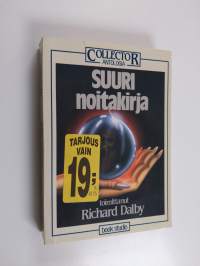 COLLECTOR
ANTOLOGIA
SUURI
noitakirja
TARJOUS
VAIN
19;-
toimittanut
Richard Dalby
book studio